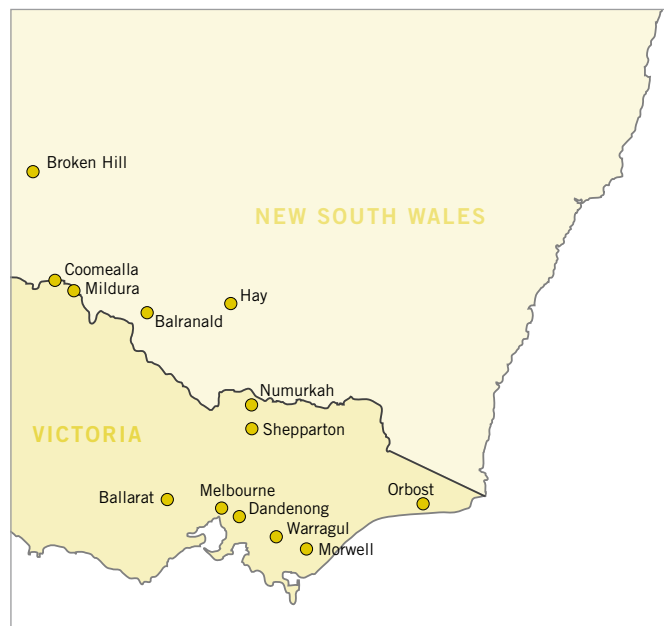 Broken Hill
NEW SOUTH WALES
Coomealla
Mildura
Hay
Balranald
Numurkah
Shepparton
VICTORIA
Orbost
Melbourne
Ballarat
Dandenong
Warragul
Morwell